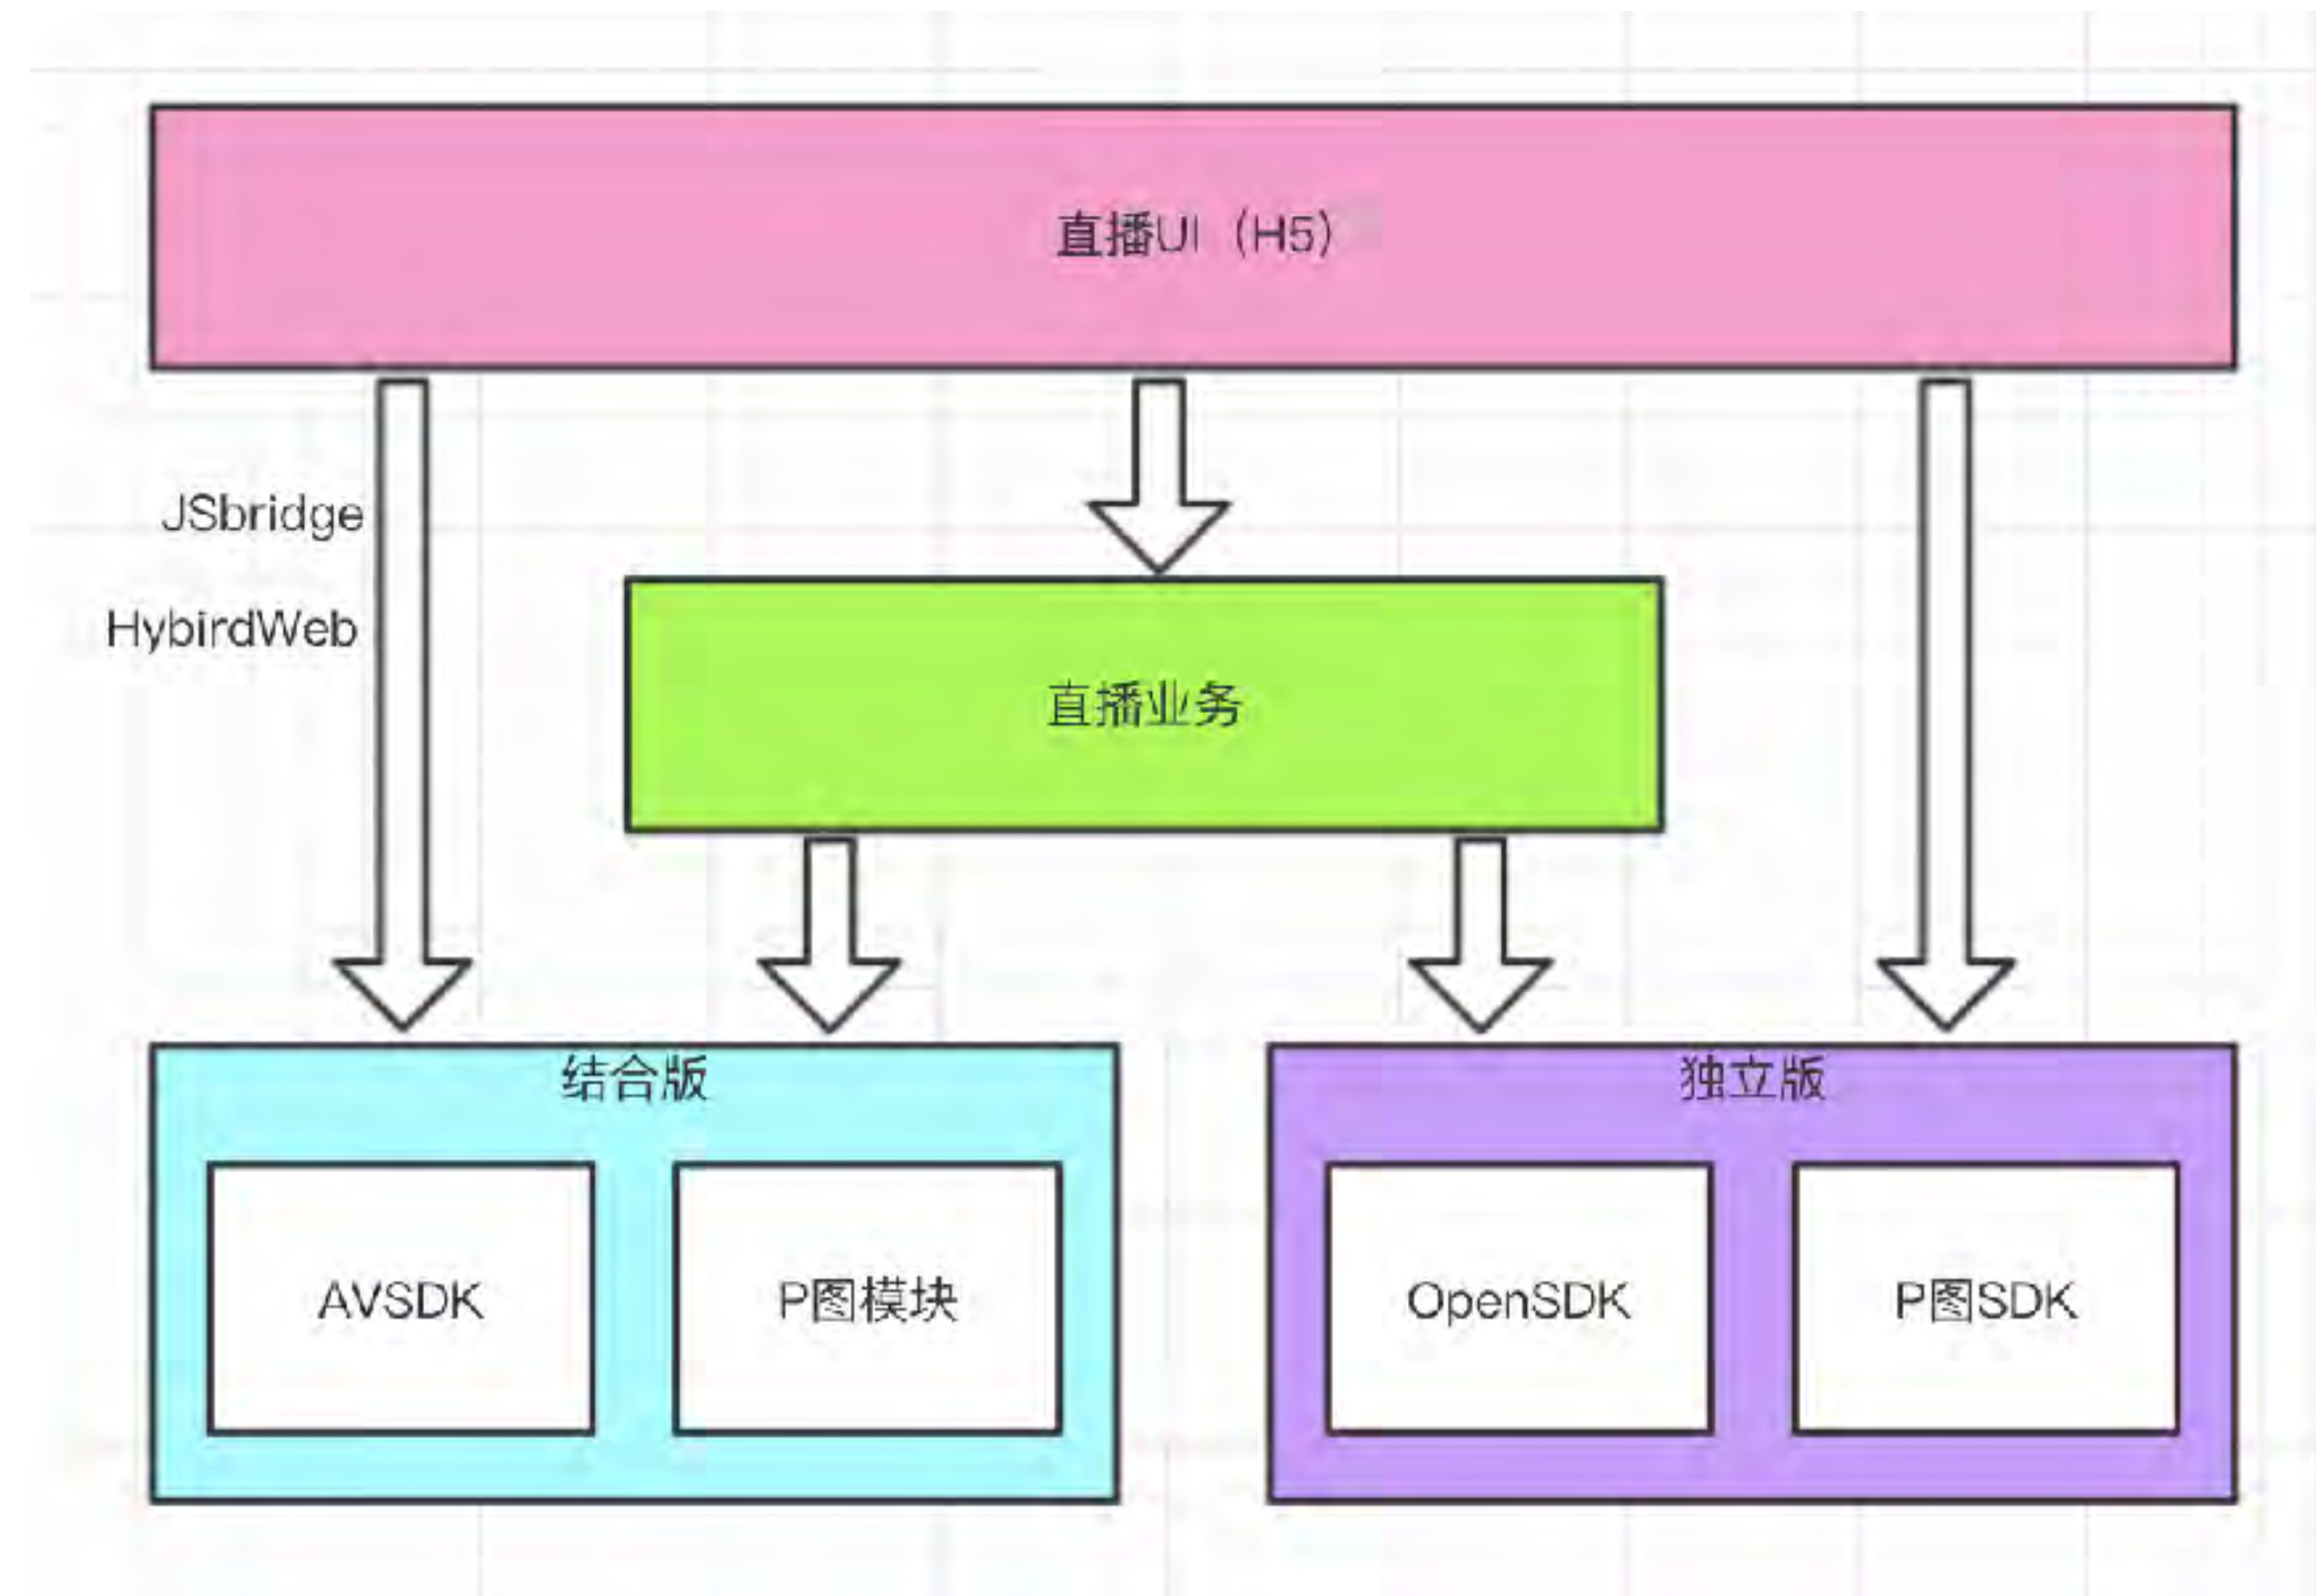 直播UI（H5）
JSbridge
HybirdWeb
直播业务
结合版
独立版
AVSDK
P图模块
OpenSDK
P图SDK